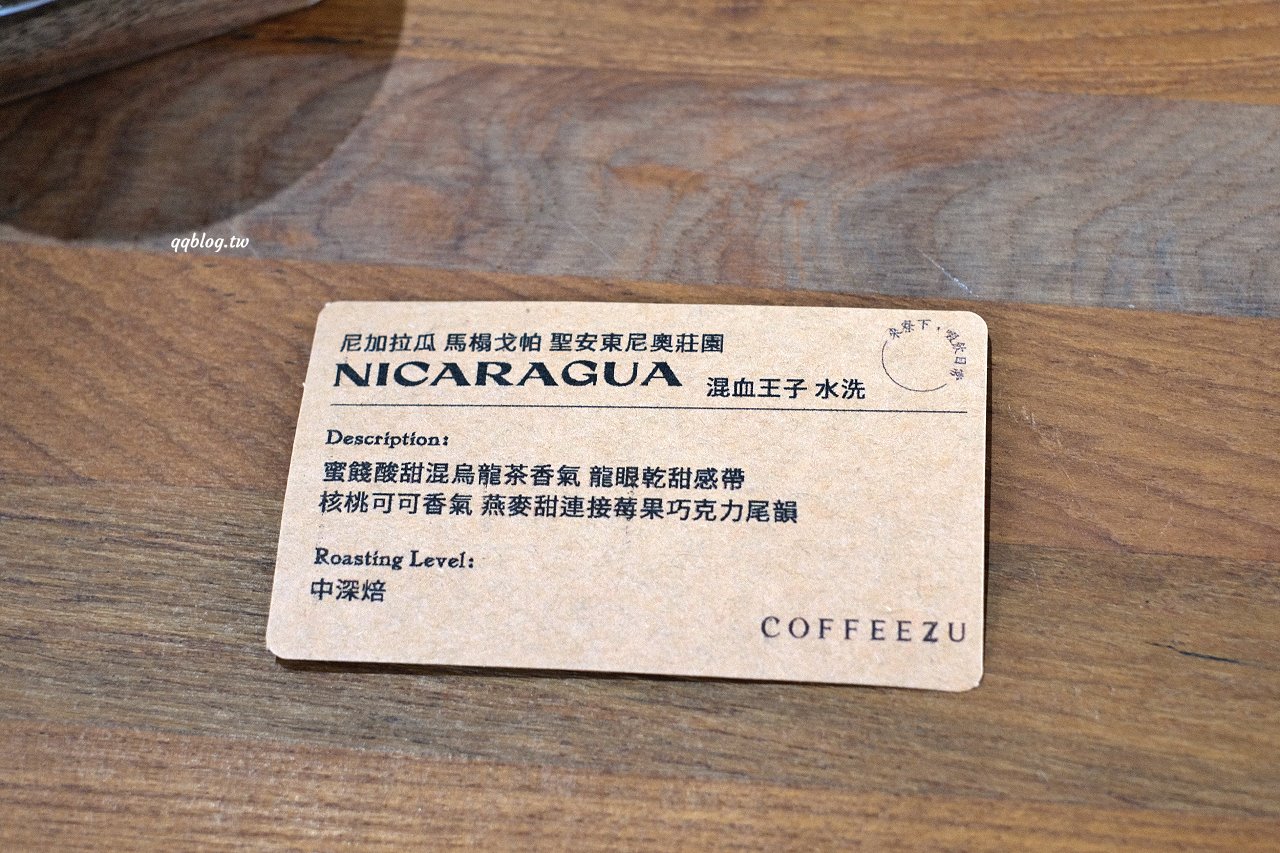 qqblog.tw
尼加拉瓜 馬榻戈帕 聖安東尼奧莊園
NICARAGUA 混血王子 水洗
Description:
蜜餞酸甜混烏龍茶香氣 龍眼乾甜感帶
核桃可可香氣 燕麥甜連接莓果巧克力尾韻
Roasting Level:
中深焙
COFFEEZU